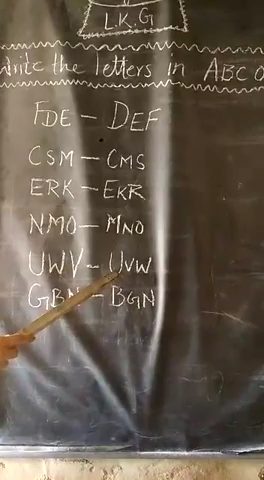 L.K.G
write the letters in ABC O
FDE – DEF
CSM – CMS
ERK – EKR
NMO – MNO
UWV – UVW
GBN – BGN